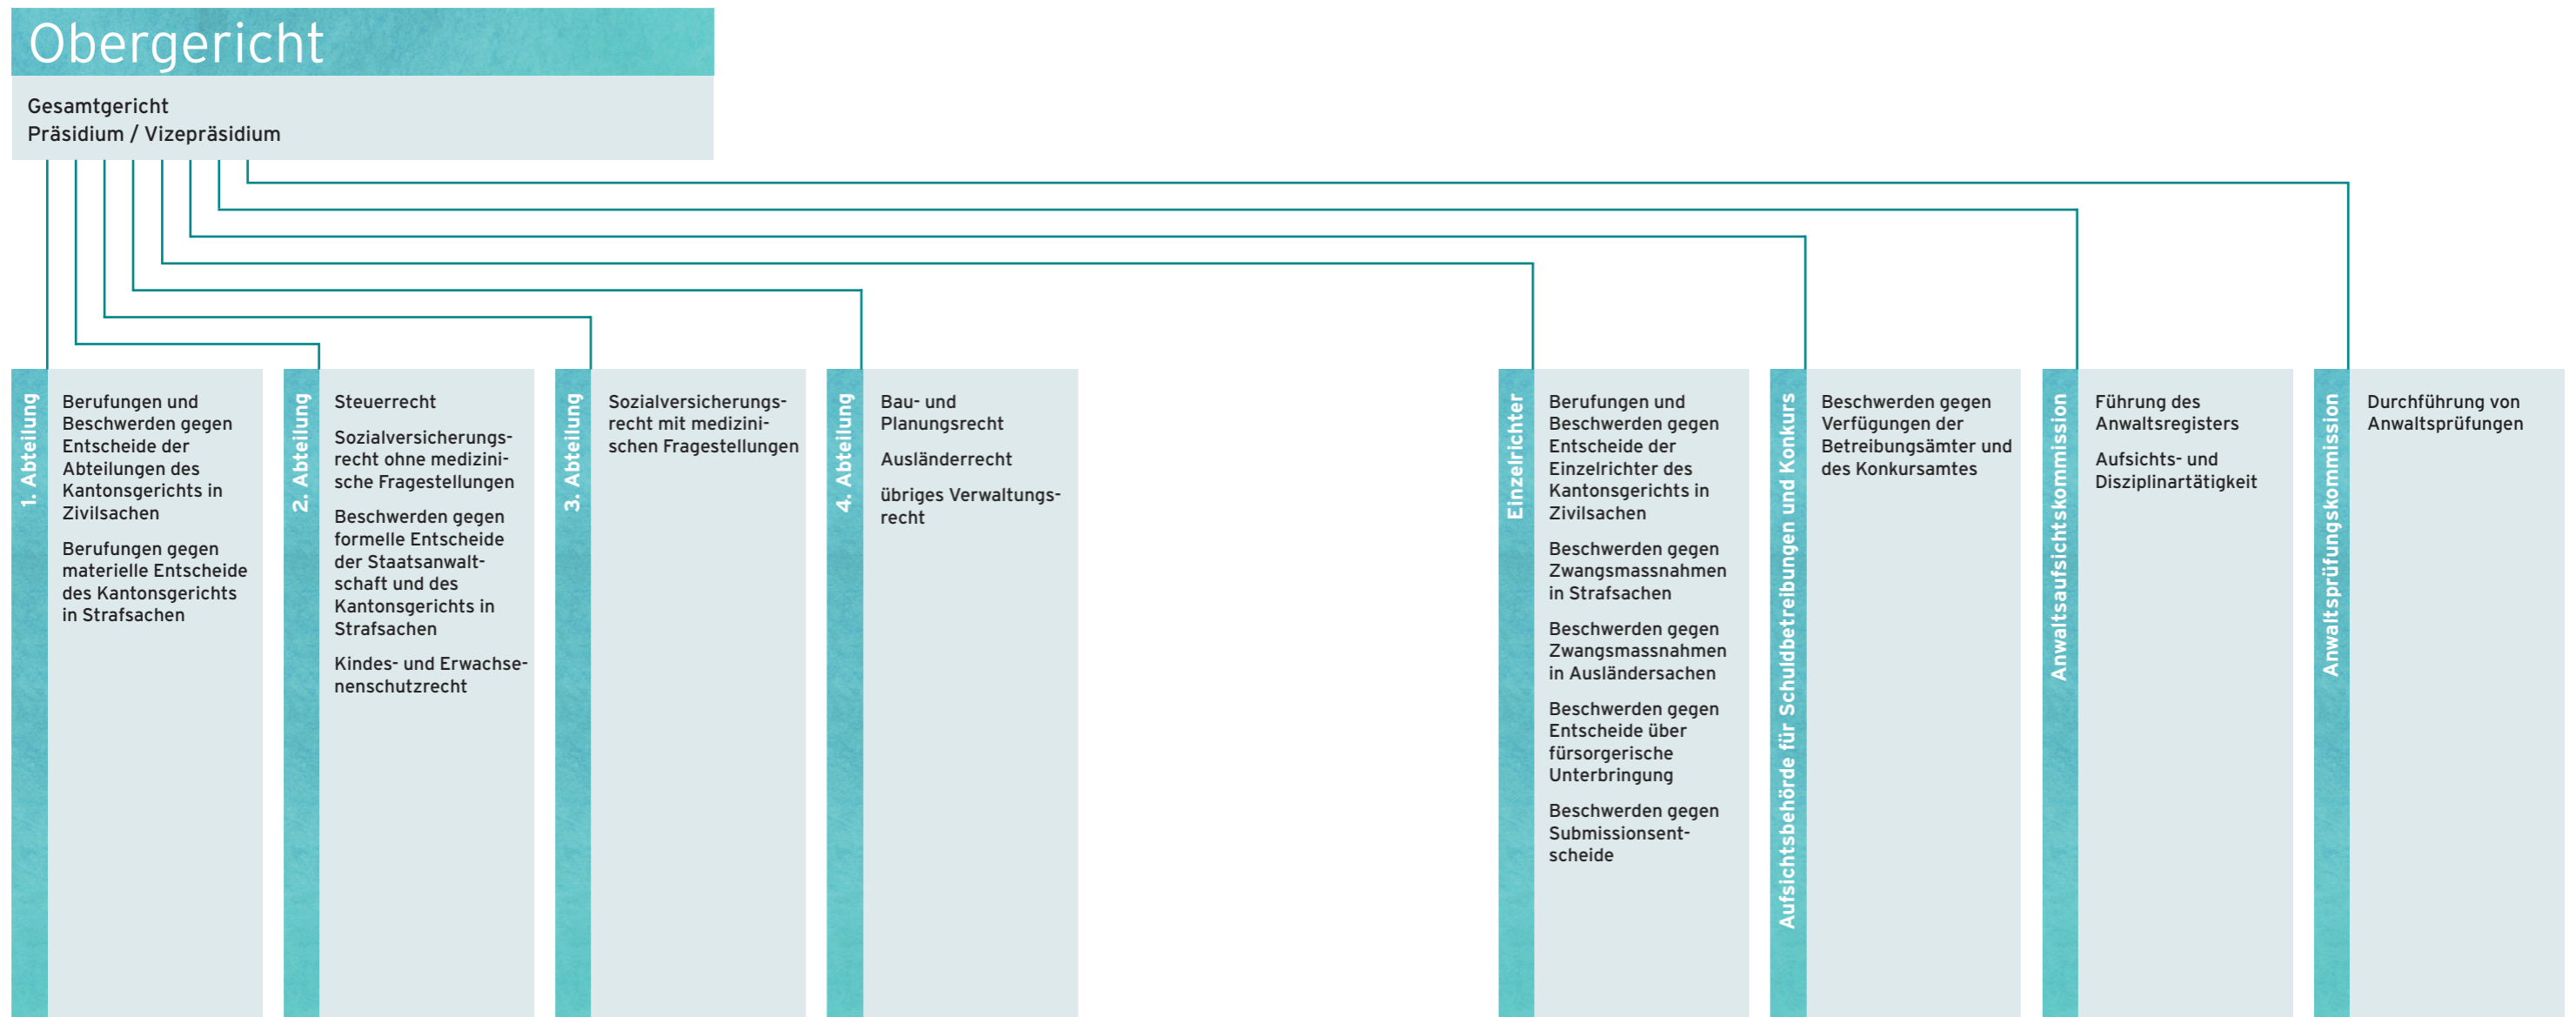 Obergericht
Gesamtgericht
Präsidium / Vizepräsidium
1. Abteilung
Berufungen und
Beschwerden gegen
Entscheide der
Abteilungen des
Kantonsgerichts in
Zivilsachen
Berufungen gegen
materielle Entscheide
des Kantonsgerichts
in Strafsachen
2. Abteilung
Steuerrecht
Sozialversicherungs-
recht ohne medizini-
sche Fragestellungen
Beschwerden gegen
formelle Entscheide
der Staatsanwalt-
schaft und des
Kantonsgerichts in
Strafsachen
Kindes- und Erwachse-
nenschutzrecht
3. Abteilung
Sozialversicherungs-
recht mit medizini-
schen Fragestellungen
4. Abteilung
Bau- und
Planungsrecht
Ausländerrecht
übriges Verwaltungs-
recht
Einzelrichter
Berufungen und
Beschwerden gegen
Entscheide der
Einzelrichter des
Kantonsgerichts in
Zivilsachen
Beschwerden gegen
Zwangsmassnahmen
in Strafsachen
Beschwerden gegen
Zwangsmassnahmen
in Ausländersachen
Beschwerden gegen
Entscheide über
fürsorgerische
Unterbringung
Beschwerden gegen
Submissionsent-
scheide
Aufsichtsbehörde für Schuldbetreibungen und Konkurs
Beschwerden gegen
Verfügungen der
Betreibungsämter und
des Konkursamtes
Anwaltsaufsichtskommission
Führung des
Anwaltsregisters
Aufsichts- und
Disziplinartätigkeit
Anwaltsprüfungskommission
Durchführung von
Anwaltsprüfungen